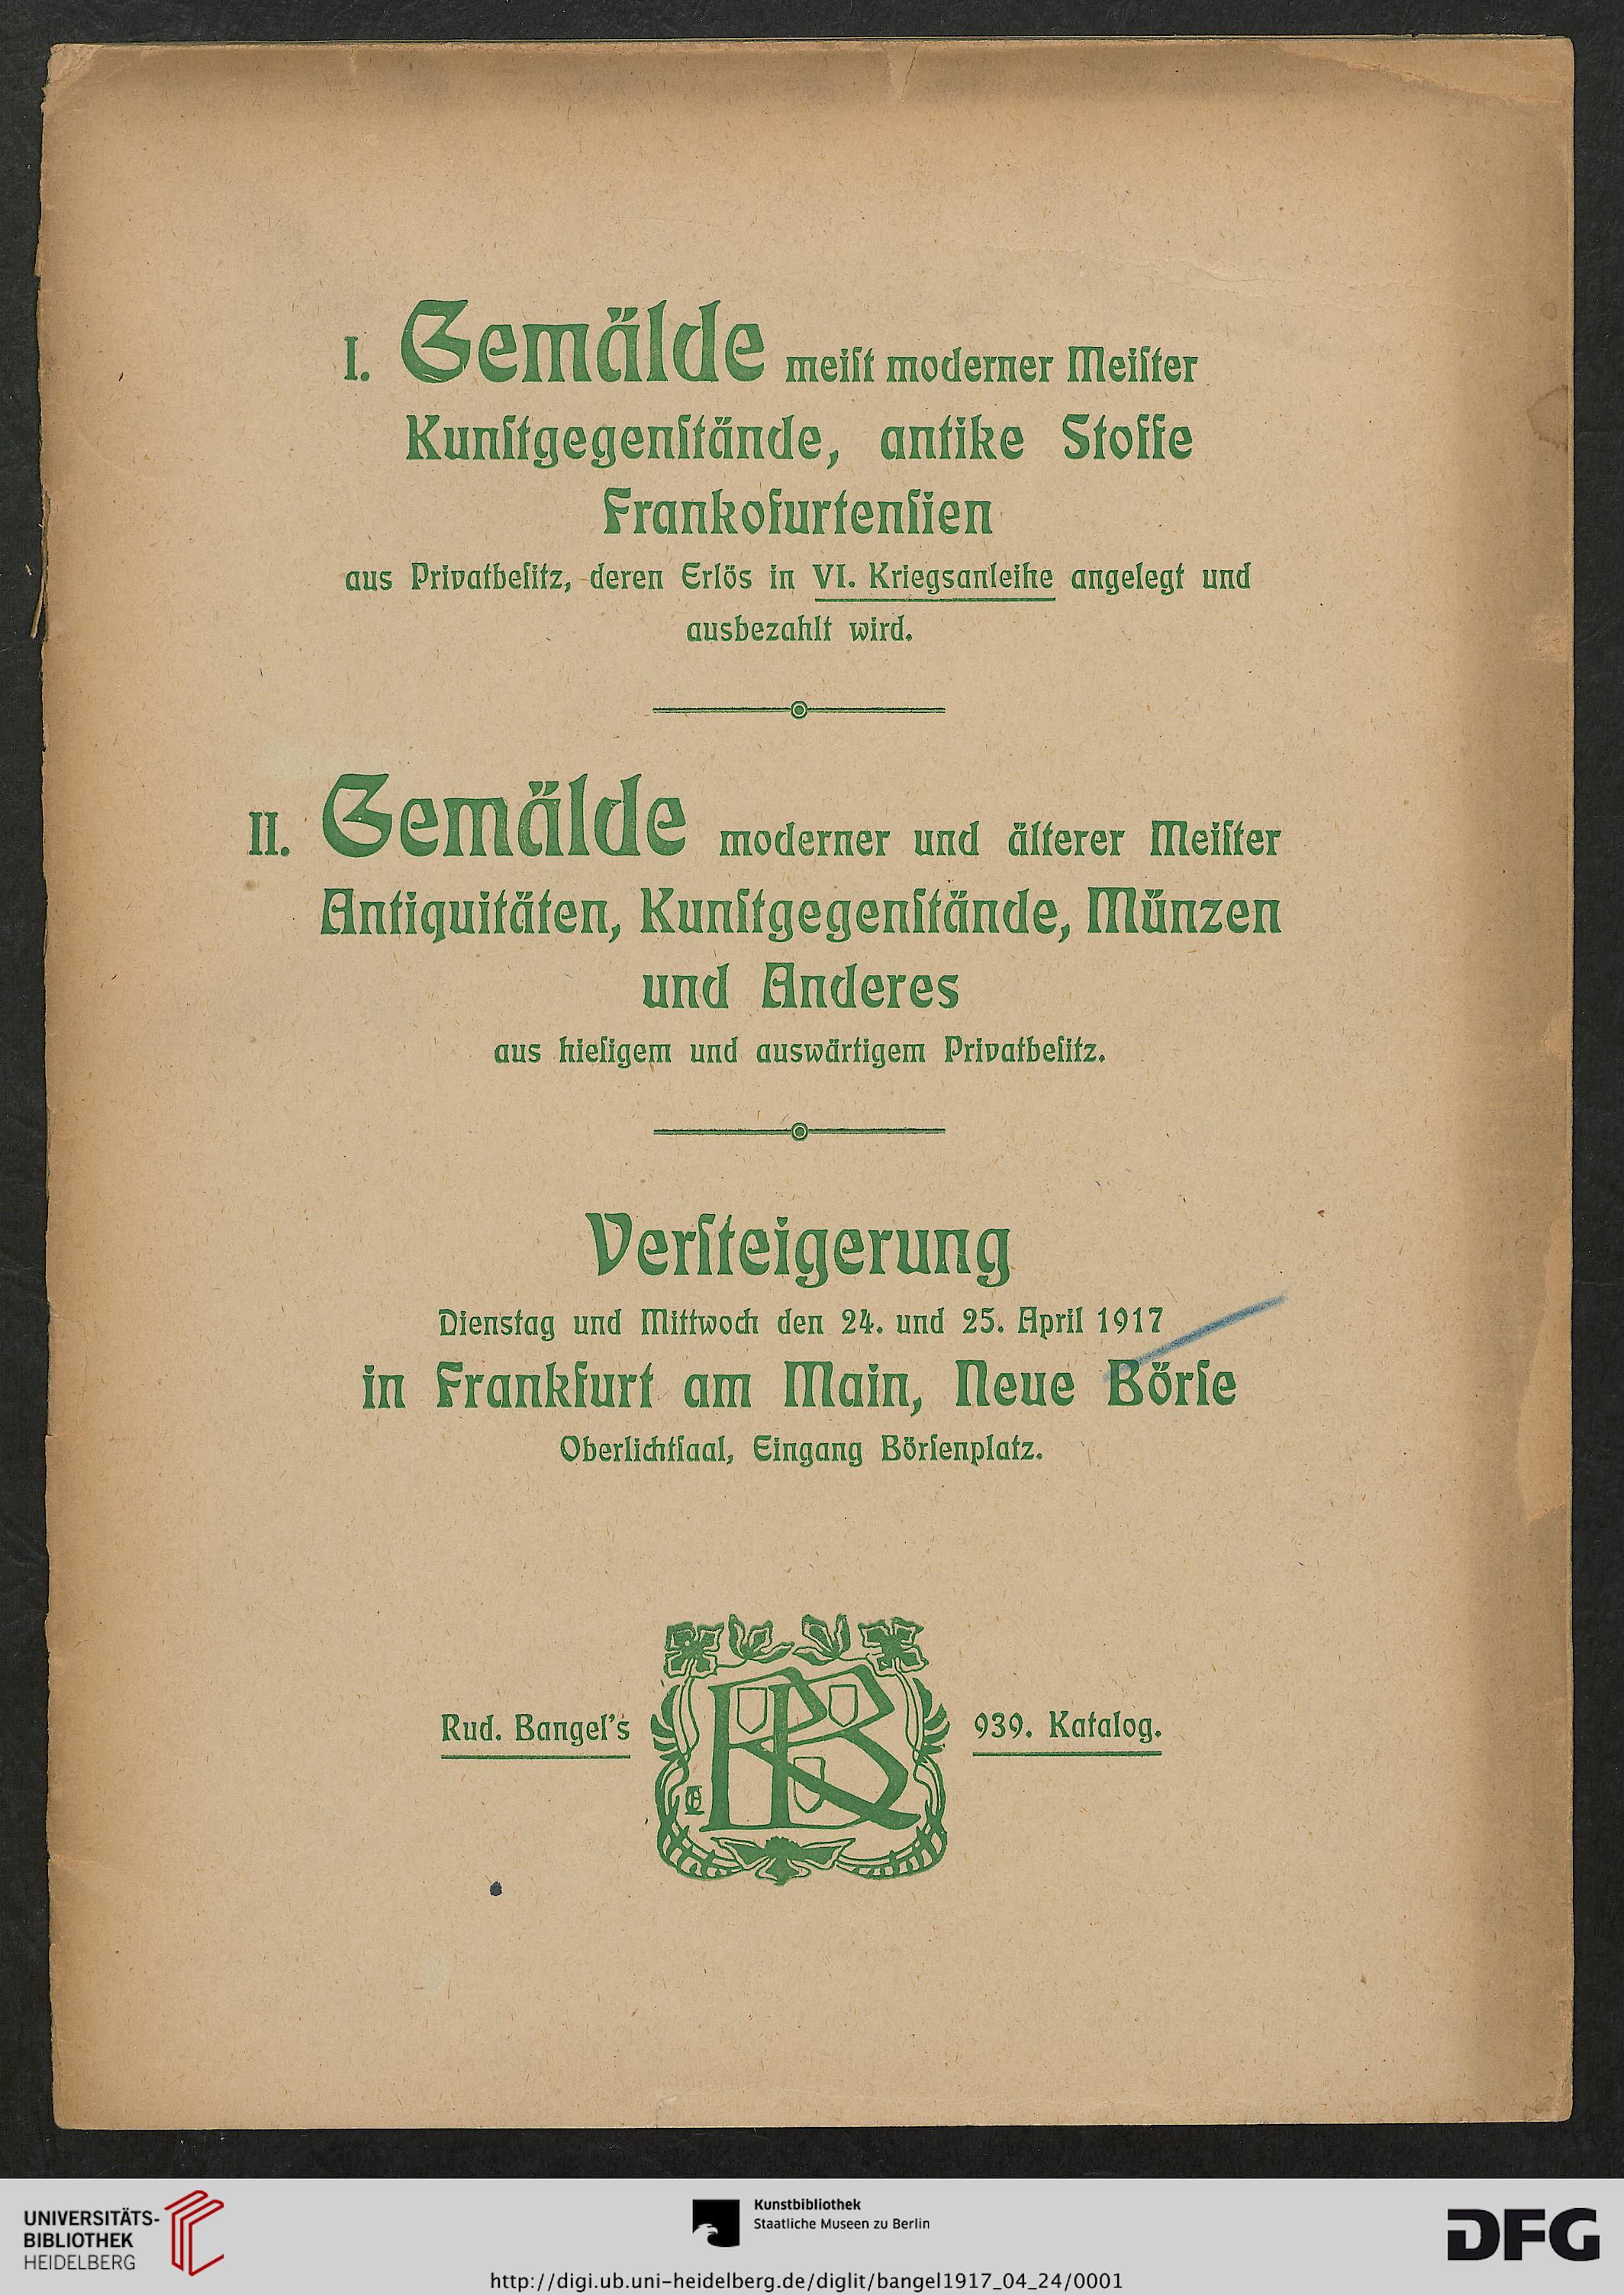 I. Gemälde meiſt moderner Meiſter
Kunſtgegenſtände, antike Stoffe
Frankofurtenſien
aus Privatbeſitz, deren Erlös in VI. Kriegsanleihe angelegt und
ausbezahlt wird.
II. Gemälde moderner und älterer Meiſter
Antiquitäten, Kunſtgegenſtände, Münzen
und Anderes
aus hieſigem und auswärtigem Privatbeſitz.
Verſteigerung
Dienstag und Mittwoch den 24. und 25. April 1917
in Frankfurt am Main, Neue Börſe
Oberlichtſaal, Eingang Börſenplatz.
Rud. Bangel's RB 939. Katalog.
UNIVERSITÄTS-
BIBLIOTHEK
HEIDELBERG
Kunstbibliothek
Staatliche Museen zu Berlin
DFG
http://digi.ub.uni-heidelberg.de/diglit/bangel1917_04_24/0001